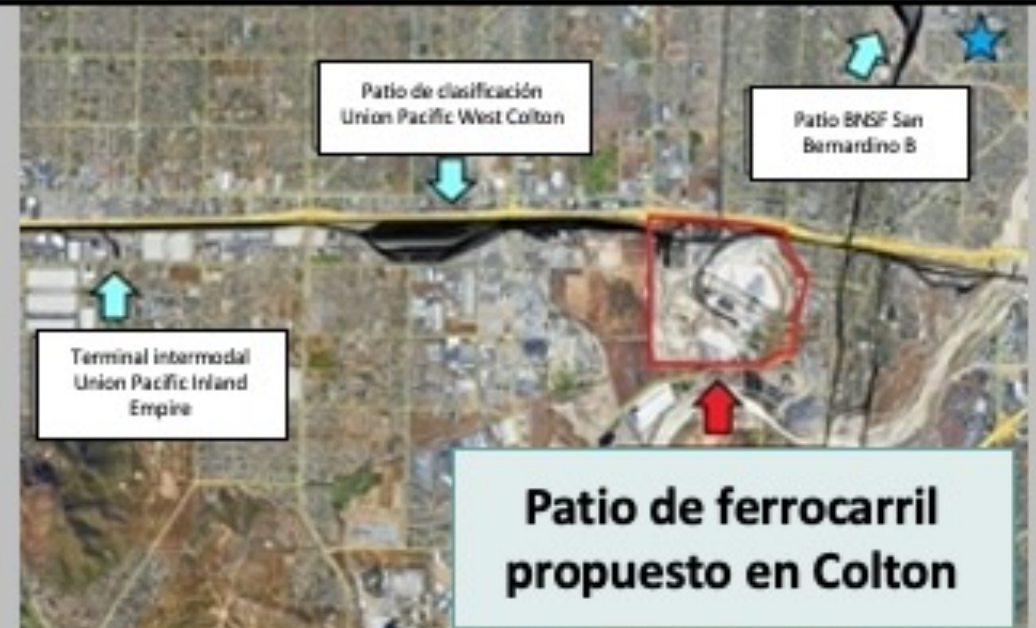 Patio de clasificación
Union Pacific West Colton
Patio BNSF San
Bernardino B
Terminal intermodal
Union Pacific Inland
Empire
Patio de ferrocarril
propuesto en Colton